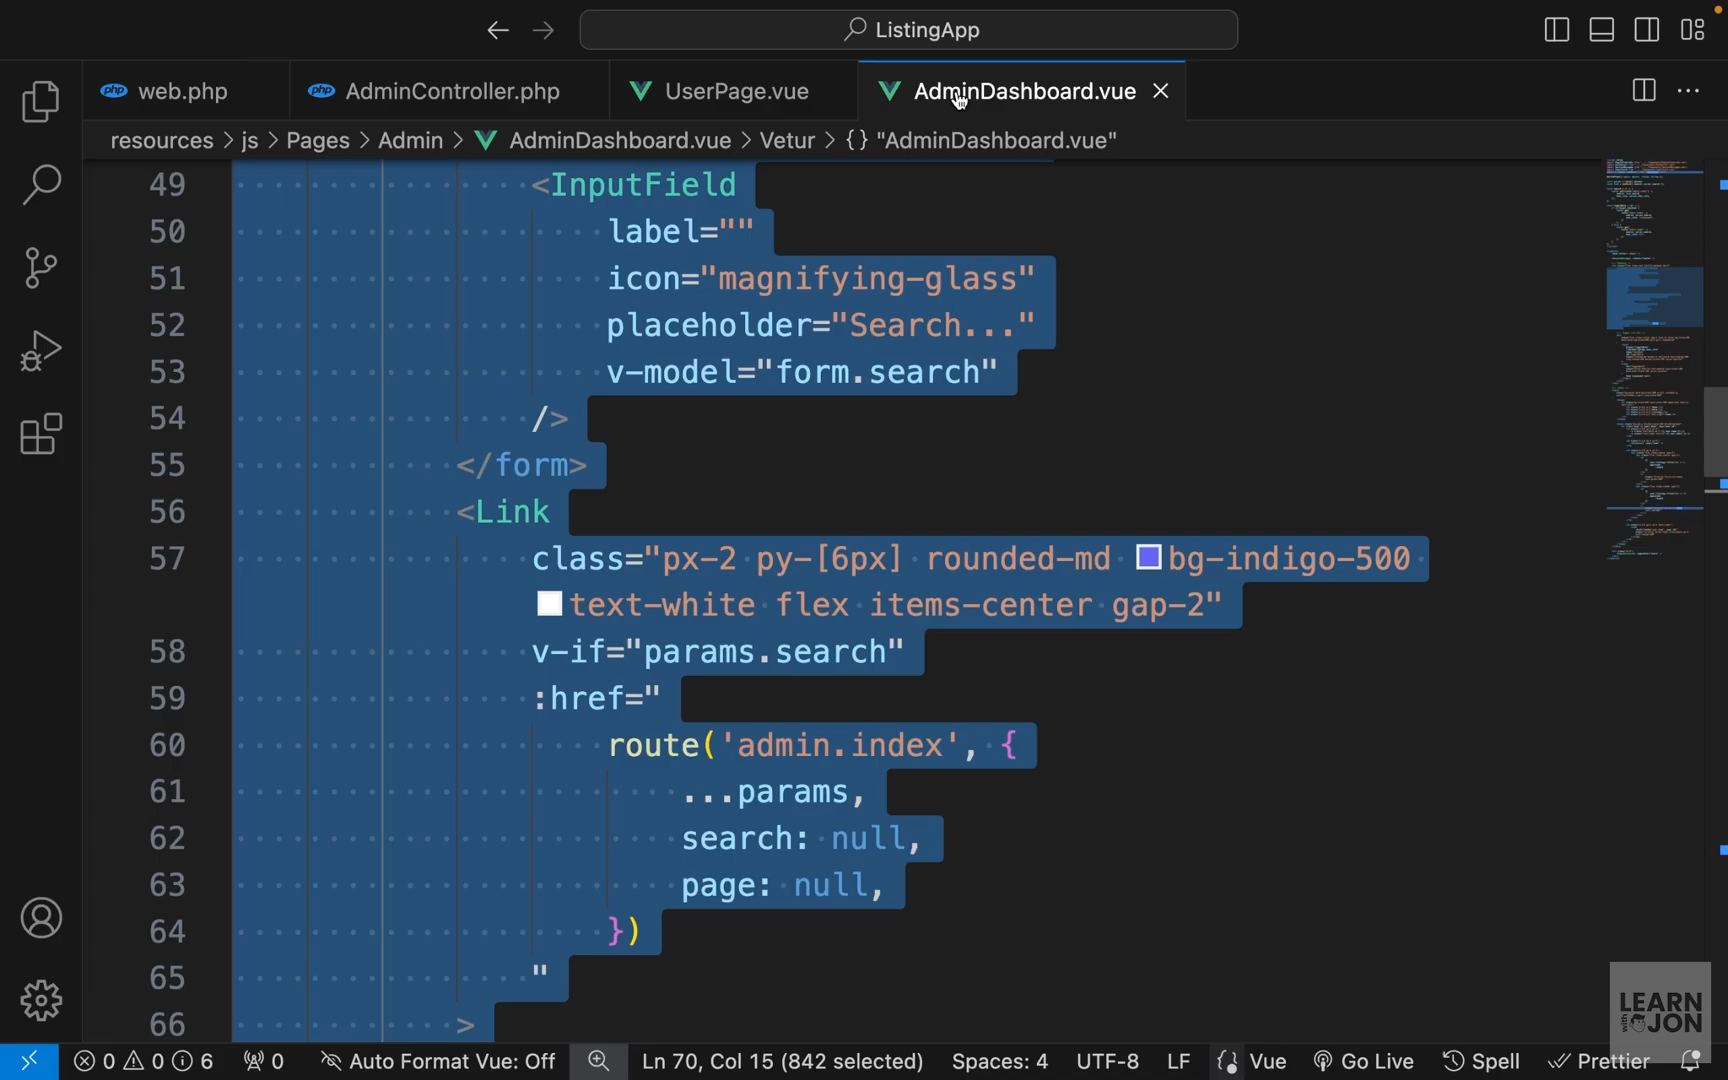 ListingApp
web.php AdminController.php UserPage.vue AdminDashboard.vue
resources > js > Pages > Admin > AdminDashboard.vue > Vetur > {} "AdminDashboard.vue"
49 <InputField
50 label=""
51 icon="magnifying-glass"
52 placeholder="Search..."
53 v-model="form.search"
54 />
55 </form>
56 <Link
57 class="px-2 py-[6px] rounded-md bg-indigo-500
text-white flex items-center gap-2"
58 v-if="params.search"
59 :href="
60 route('admin.index', {
61 ...params,
62 search: null,
63 page: null,
64 })
65 "
66 >
LEARN
with JON
0 0 6 0 Auto Format Vue: Off Ln 70, Col 15 (842 selected) Spaces: 4 UTF-8 LF Vue Go Live Spell Prettier